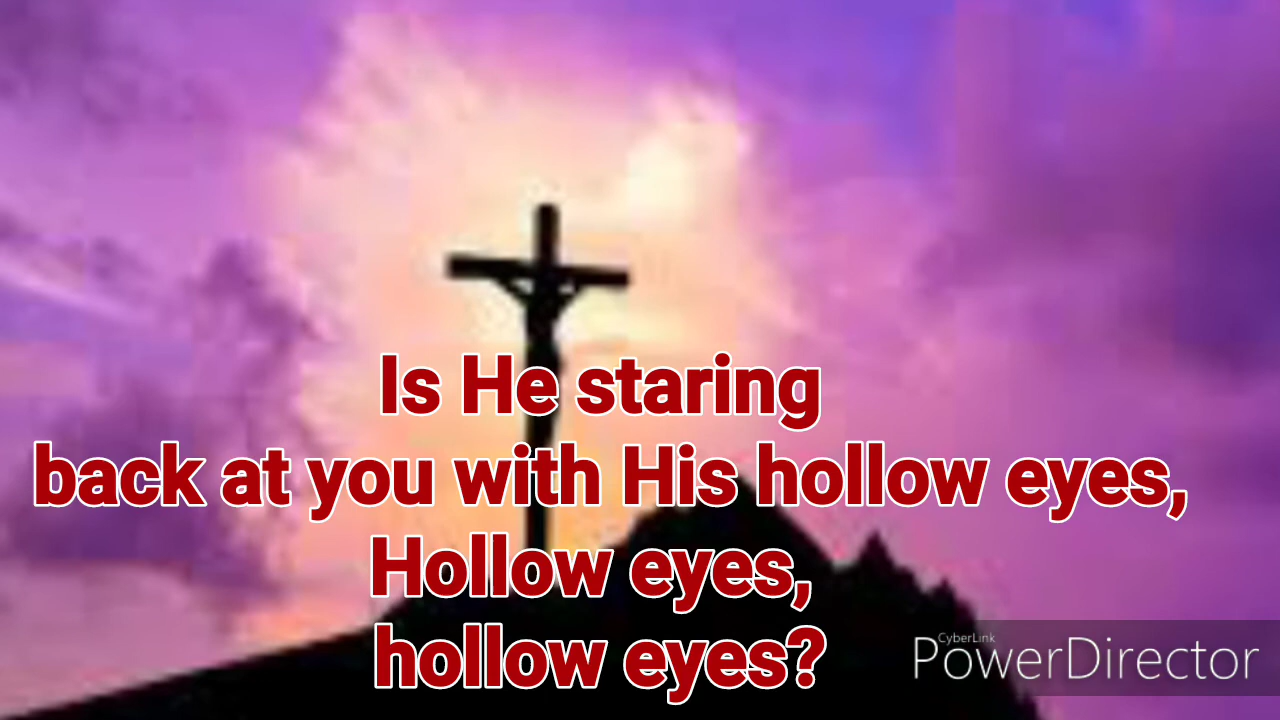 Is He staring
back at you with His hollow eyes,
Hollow eyes,
hollow eyes?
CyberLink
PowerDirector